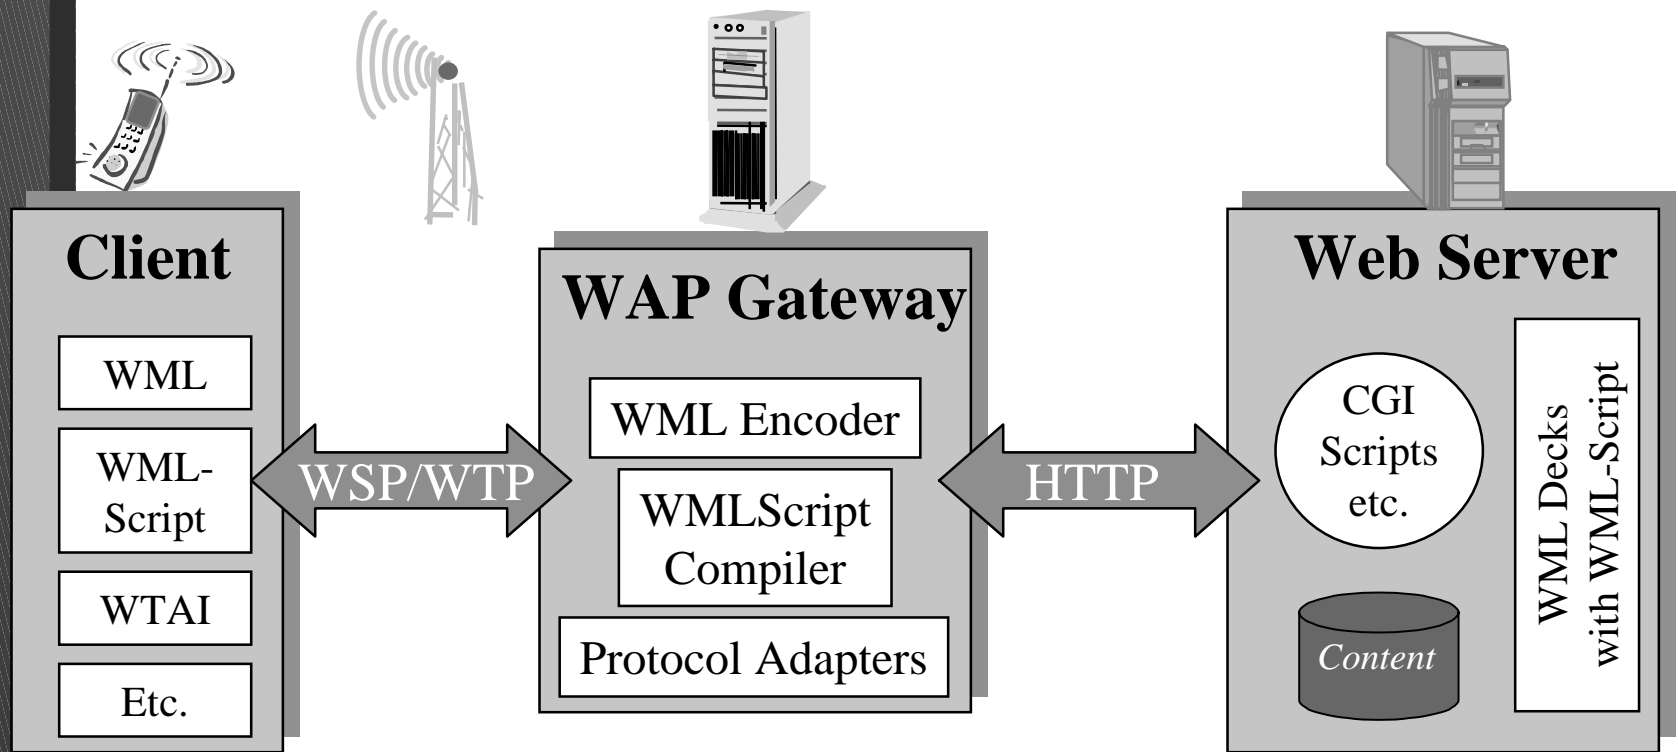 Client
WML
WML-
Script
WTAI
Etc.
WSP/WTP
WAP Gateway
WML Encoder
WMLScript
Compiler
Protocol Adapters
HTTP
Web Server
CGI
Scripts
etc.
Content
WML Decks
with WML-Script